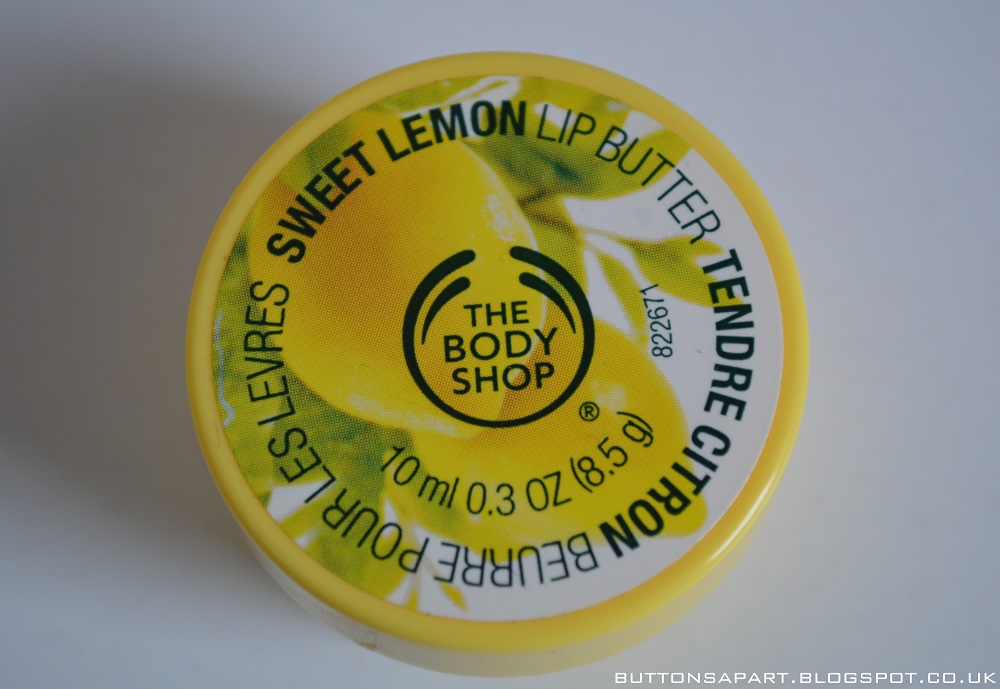 SWEET LEMON LIP BUTTER TENDRE CITRON BEURRE POUR LES LEVRES
THE
BODY
SHOP
®
822671
10 ml 0.3 OZ (8.5 g)
BUTTONSAPART.BLOGSPOT.CO.UK